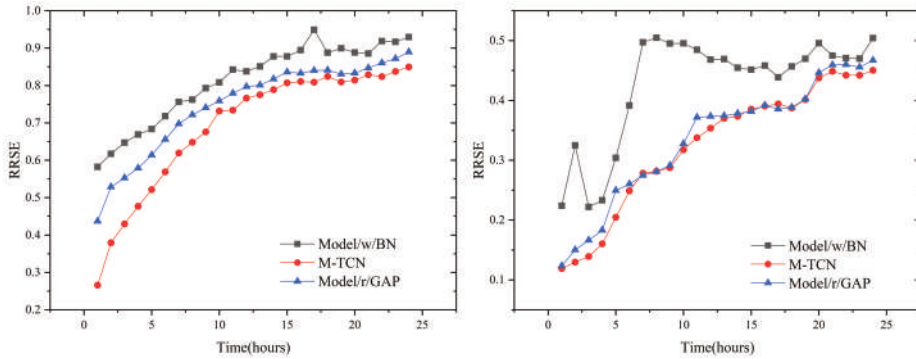 1.0
0.9
0.8
0.7
0.6
0.5
0.4
0.3
0.2
RRSE
Model/w/BN
M-TCN
Model/r/GAP
0 5 10 15 20 25
Time(hours)
0.5
0.4
0.3
0.2
0.1
RRSE
Model/w/BN
M-TCN
Model/r/GAP
0 5 10 15 20 25
Time(hours)